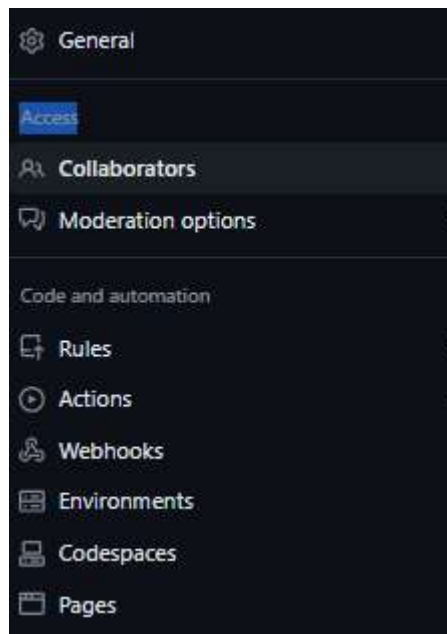 General
Access
Collaborators
Moderation options
Code and automation
Rules
Actions
Webhooks
Environments
Codespaces
Pages